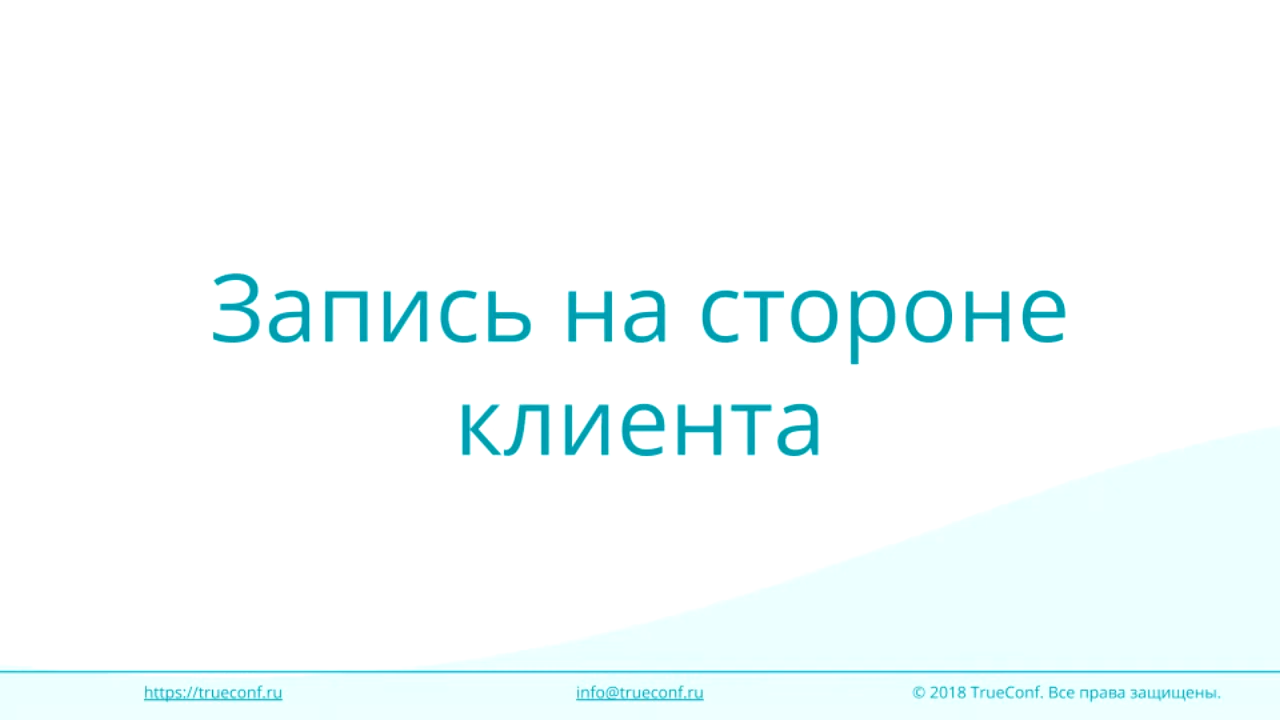 Запись на стороне
клиента
https://trueconf.ru
info@trueconf.ru
© 2018 TrueConf. Все права защищены.